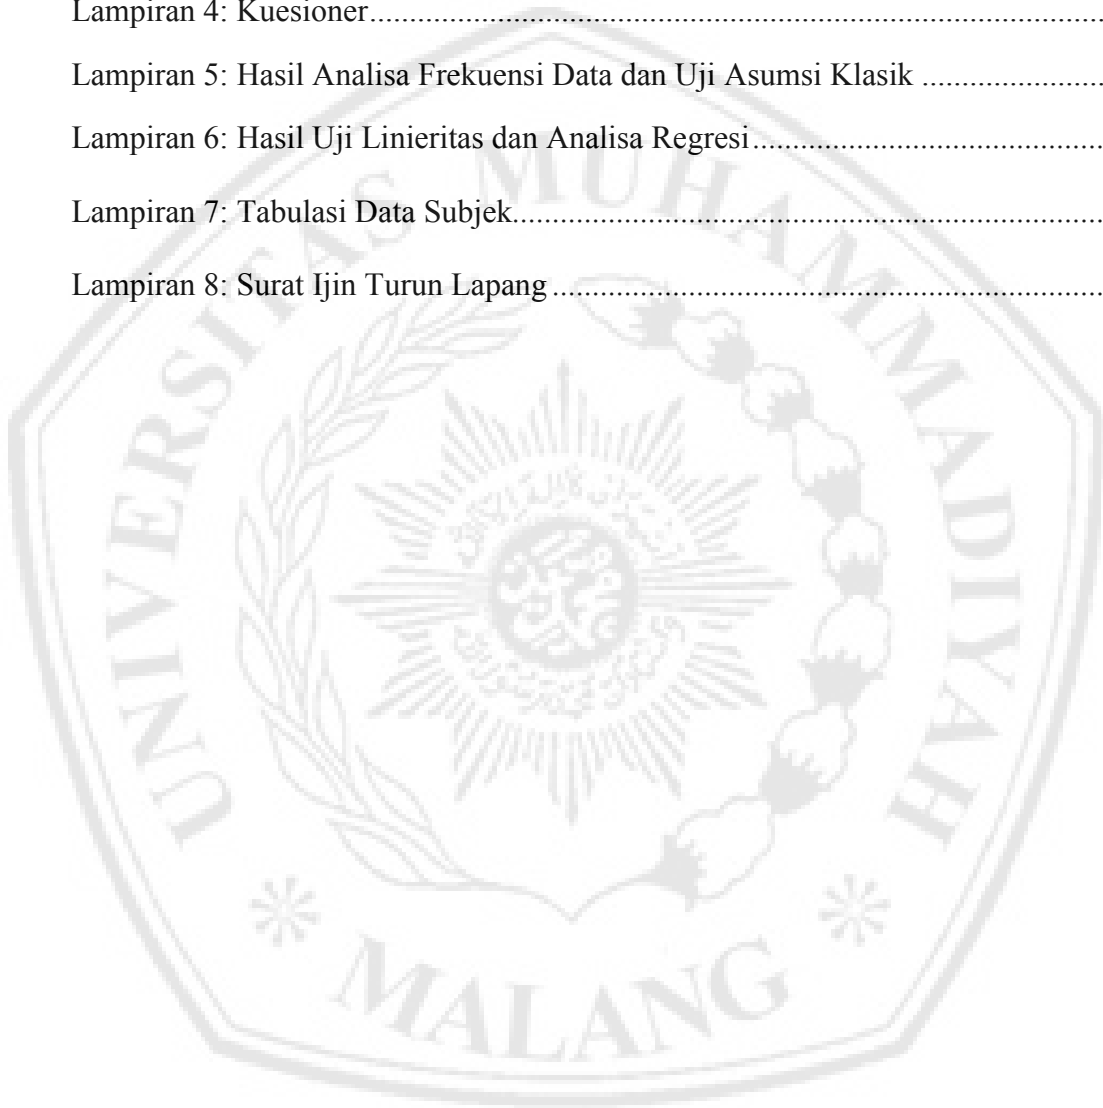 Lampiran 4: Kuesioner..........................................................................................
Lampiran 5: Hasil Analisa Frekuensi Data dan Uji Asumsi Klasik .......................
Lampiran 6: Hasil Uji Linieritas dan Analisa Regresi...........................................
Lampiran 7: Tabulasi Data Subjek........................................................................
Lampiran 8: Surat Ijin Turun Lapang ....................................................................
UNIVERSITAS MUHAMMADIYAH
MALANG